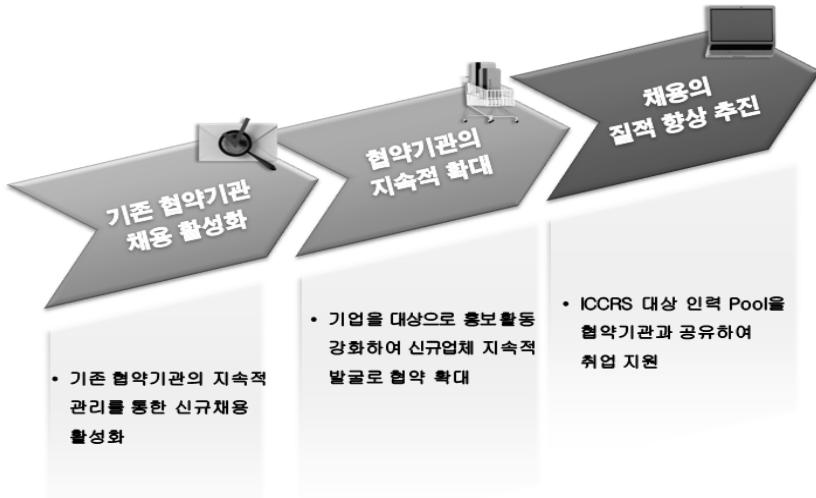 기존 협약기관
채용 활성화
협약기관의
지속적 확대
채용의
질적 향상 추진
• 기존 협약기관의 지속적
관리를 통한 신규채용
활성화
• 기업을 대상으로 홍보활동
강화하여 신규업체 지속적
발굴로 협약 확대
• ICCRS 대상 인력 Pool을
협약기관과 공유하여
취업 지원